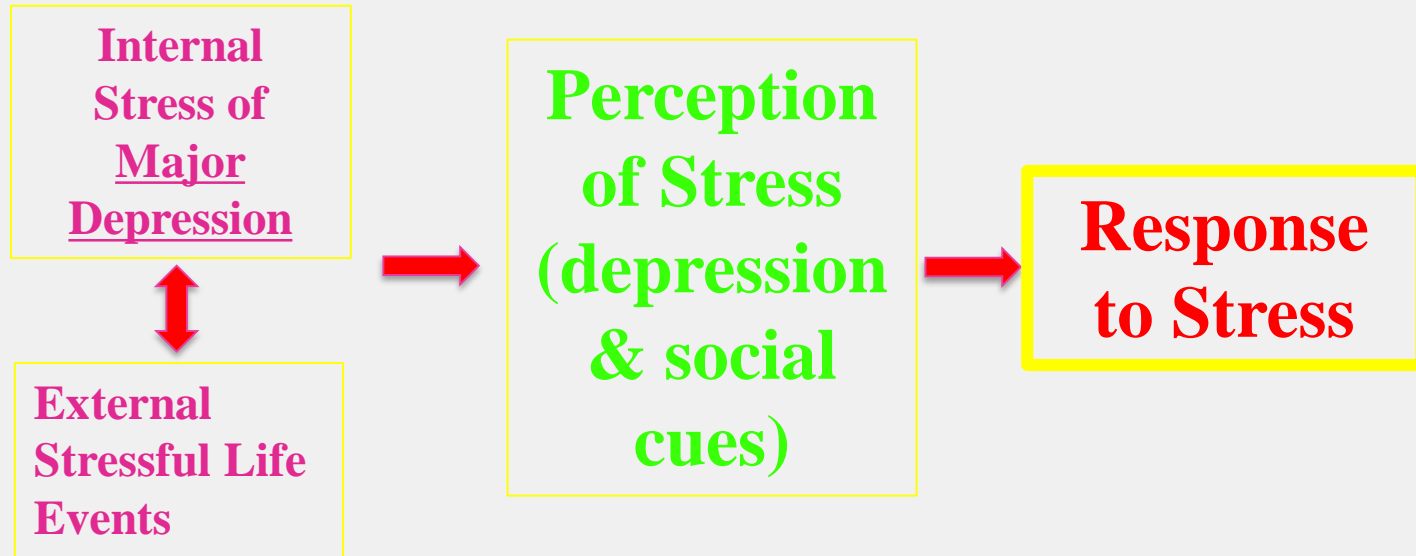 Internal
Stress of
Major
Depression
External
Stressful Life
Events
Perception
of Stress
(depression
& social
cues)
Response
to Stress